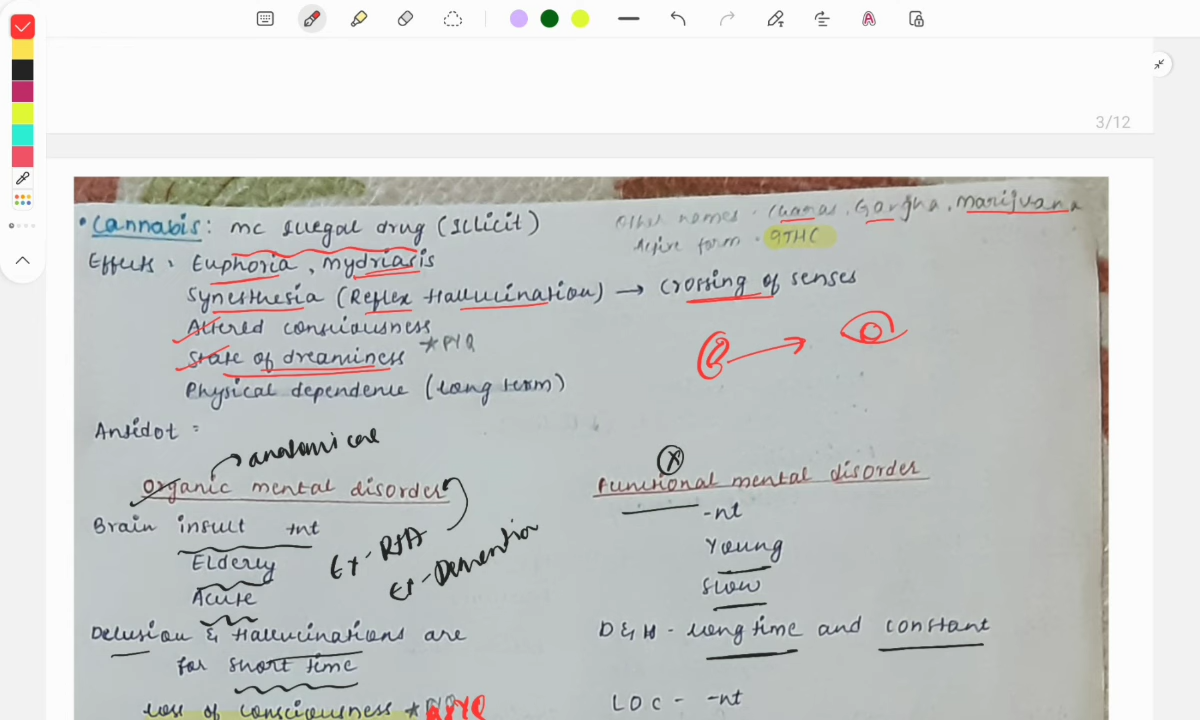 3/12
• Cannabis: mc Illegal drug (Illicit)
Other names - Charas, Gangha, marijuana
Active form - 9THC
Effects: Euphoria, Mydriasis
Synesthesia (Reflex Hallucination) → crossing of senses
Altered consciousness
State of dreaminess *PYQ
Physical dependence (long term)
Antidot :
anatomi
Organic mental disorder
Functional mental disorder
Brain insult +nt
-nt
Ex - RTA
Elderly
Young
Ex - Dementia
Acute
Slow
Delusion & Hallucinations are
for short time
D & H - long time and constant
Loss of consciousness *PYQ
LOC - -nt